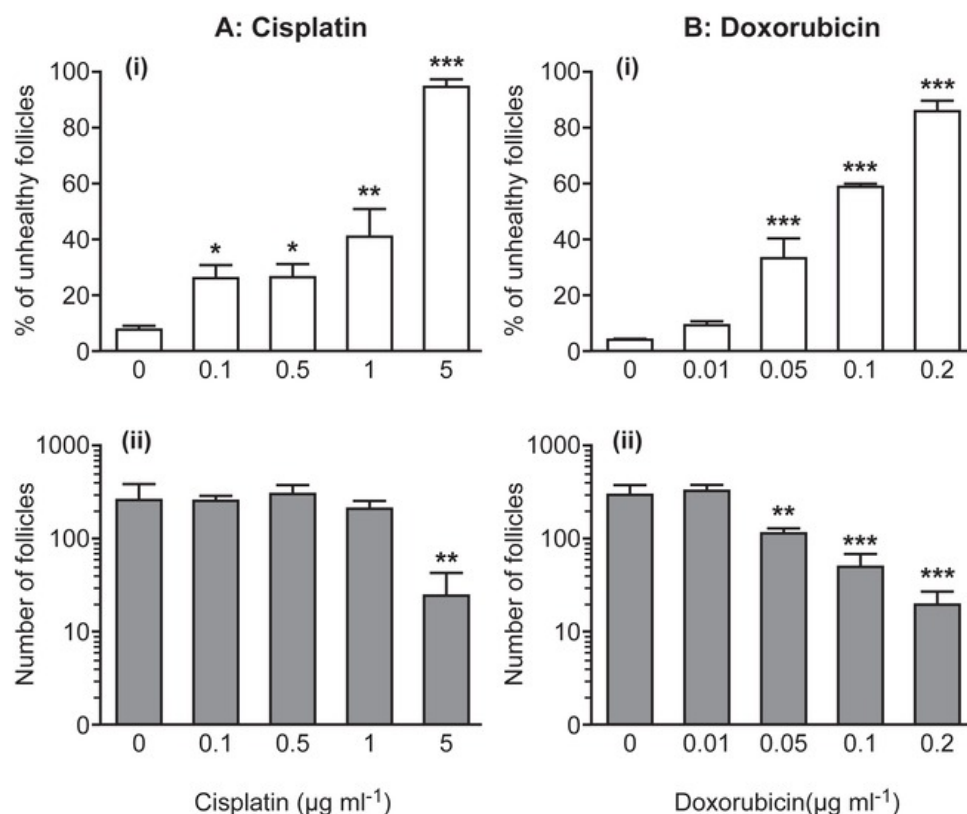 A: Cisplatin
(i)
% of unhealthy follicles
100
80
60
40
20
0
*
*
**
***
0 0.1 0.5 1 5
B: Doxorubicin
(i)
% of unhealthy follicles
100
80
60
40
20
0
***
***
***
0 0.01 0.05 0.1 0.2
(ii)
Number of follicles
1000
100
10
0
**
0 0.1 0.5 1 5
Cisplatin (µg ml⁻¹)
(ii)
Number of follicles
1000
100
10
0
**
***
***
0 0.01 0.05 0.1 0.2
Doxorubicin(µg ml⁻¹)